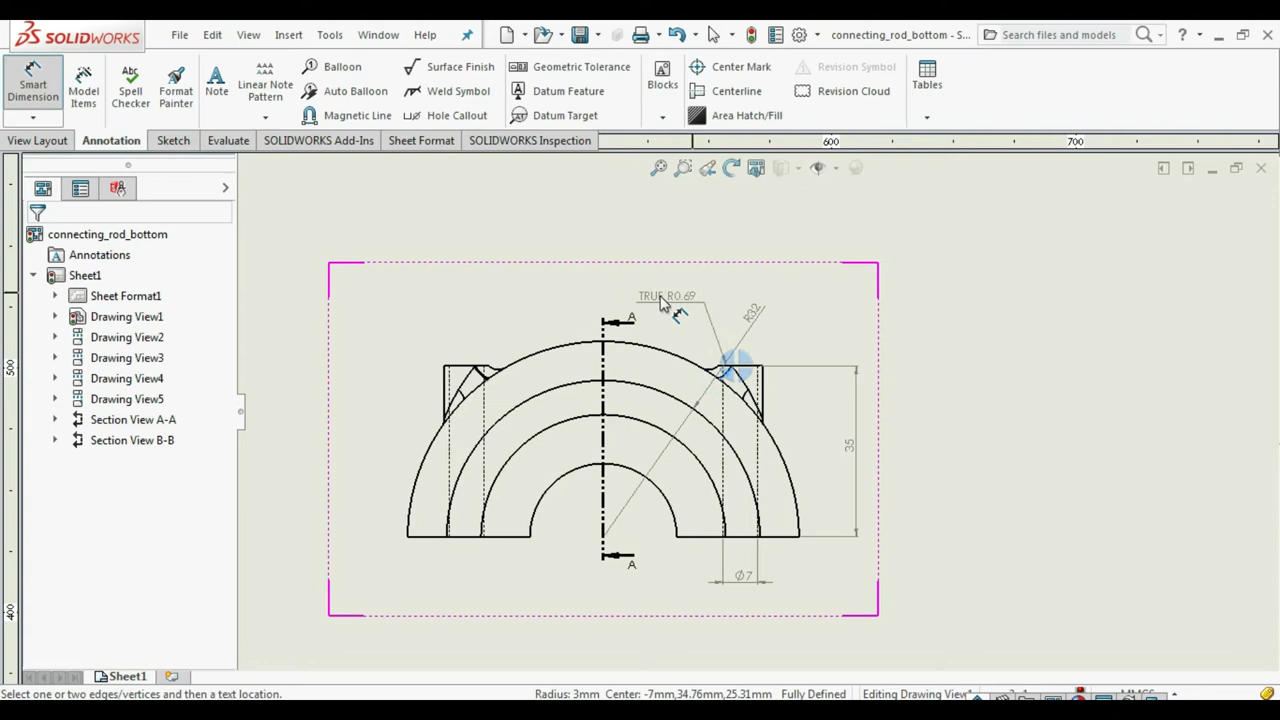 SOLIDWORKS
File Edit View Insert Tools Window Help
connecting_rod_bottom - S...
Search files and models
Smart Dimension
Model Items
Spell Checker
Format Painter
Note
Linear Note Pattern
Balloon
Auto Balloon
Magnetic Line
Surface Finish
Weld Symbol
Hole Callout
Geometric Tolerance
Datum Feature
Datum Target
Blocks
Center Mark
Centerline
Area Hatch/Fill
Revision Symbol
Revision Cloud
Tables
View Layout Annotation Sketch Evaluate SOLIDWORKS Add-Ins Sheet Format SOLIDWORKS Inspection
600 700
500
400
connecting_rod_bottom
Annotations
Sheet1
Sheet Format1
Drawing View1
Drawing View2
Drawing View3
Drawing View4
Drawing View5
Section View A-A
Section View B-B
TRUE R0.69
R32
A
35
A
Ø7
Sheet1
Select one or two edges/vertices and then a text location.
Radius: 3mm Center: -7mm,34.76mm,25.31mm Fully Defined